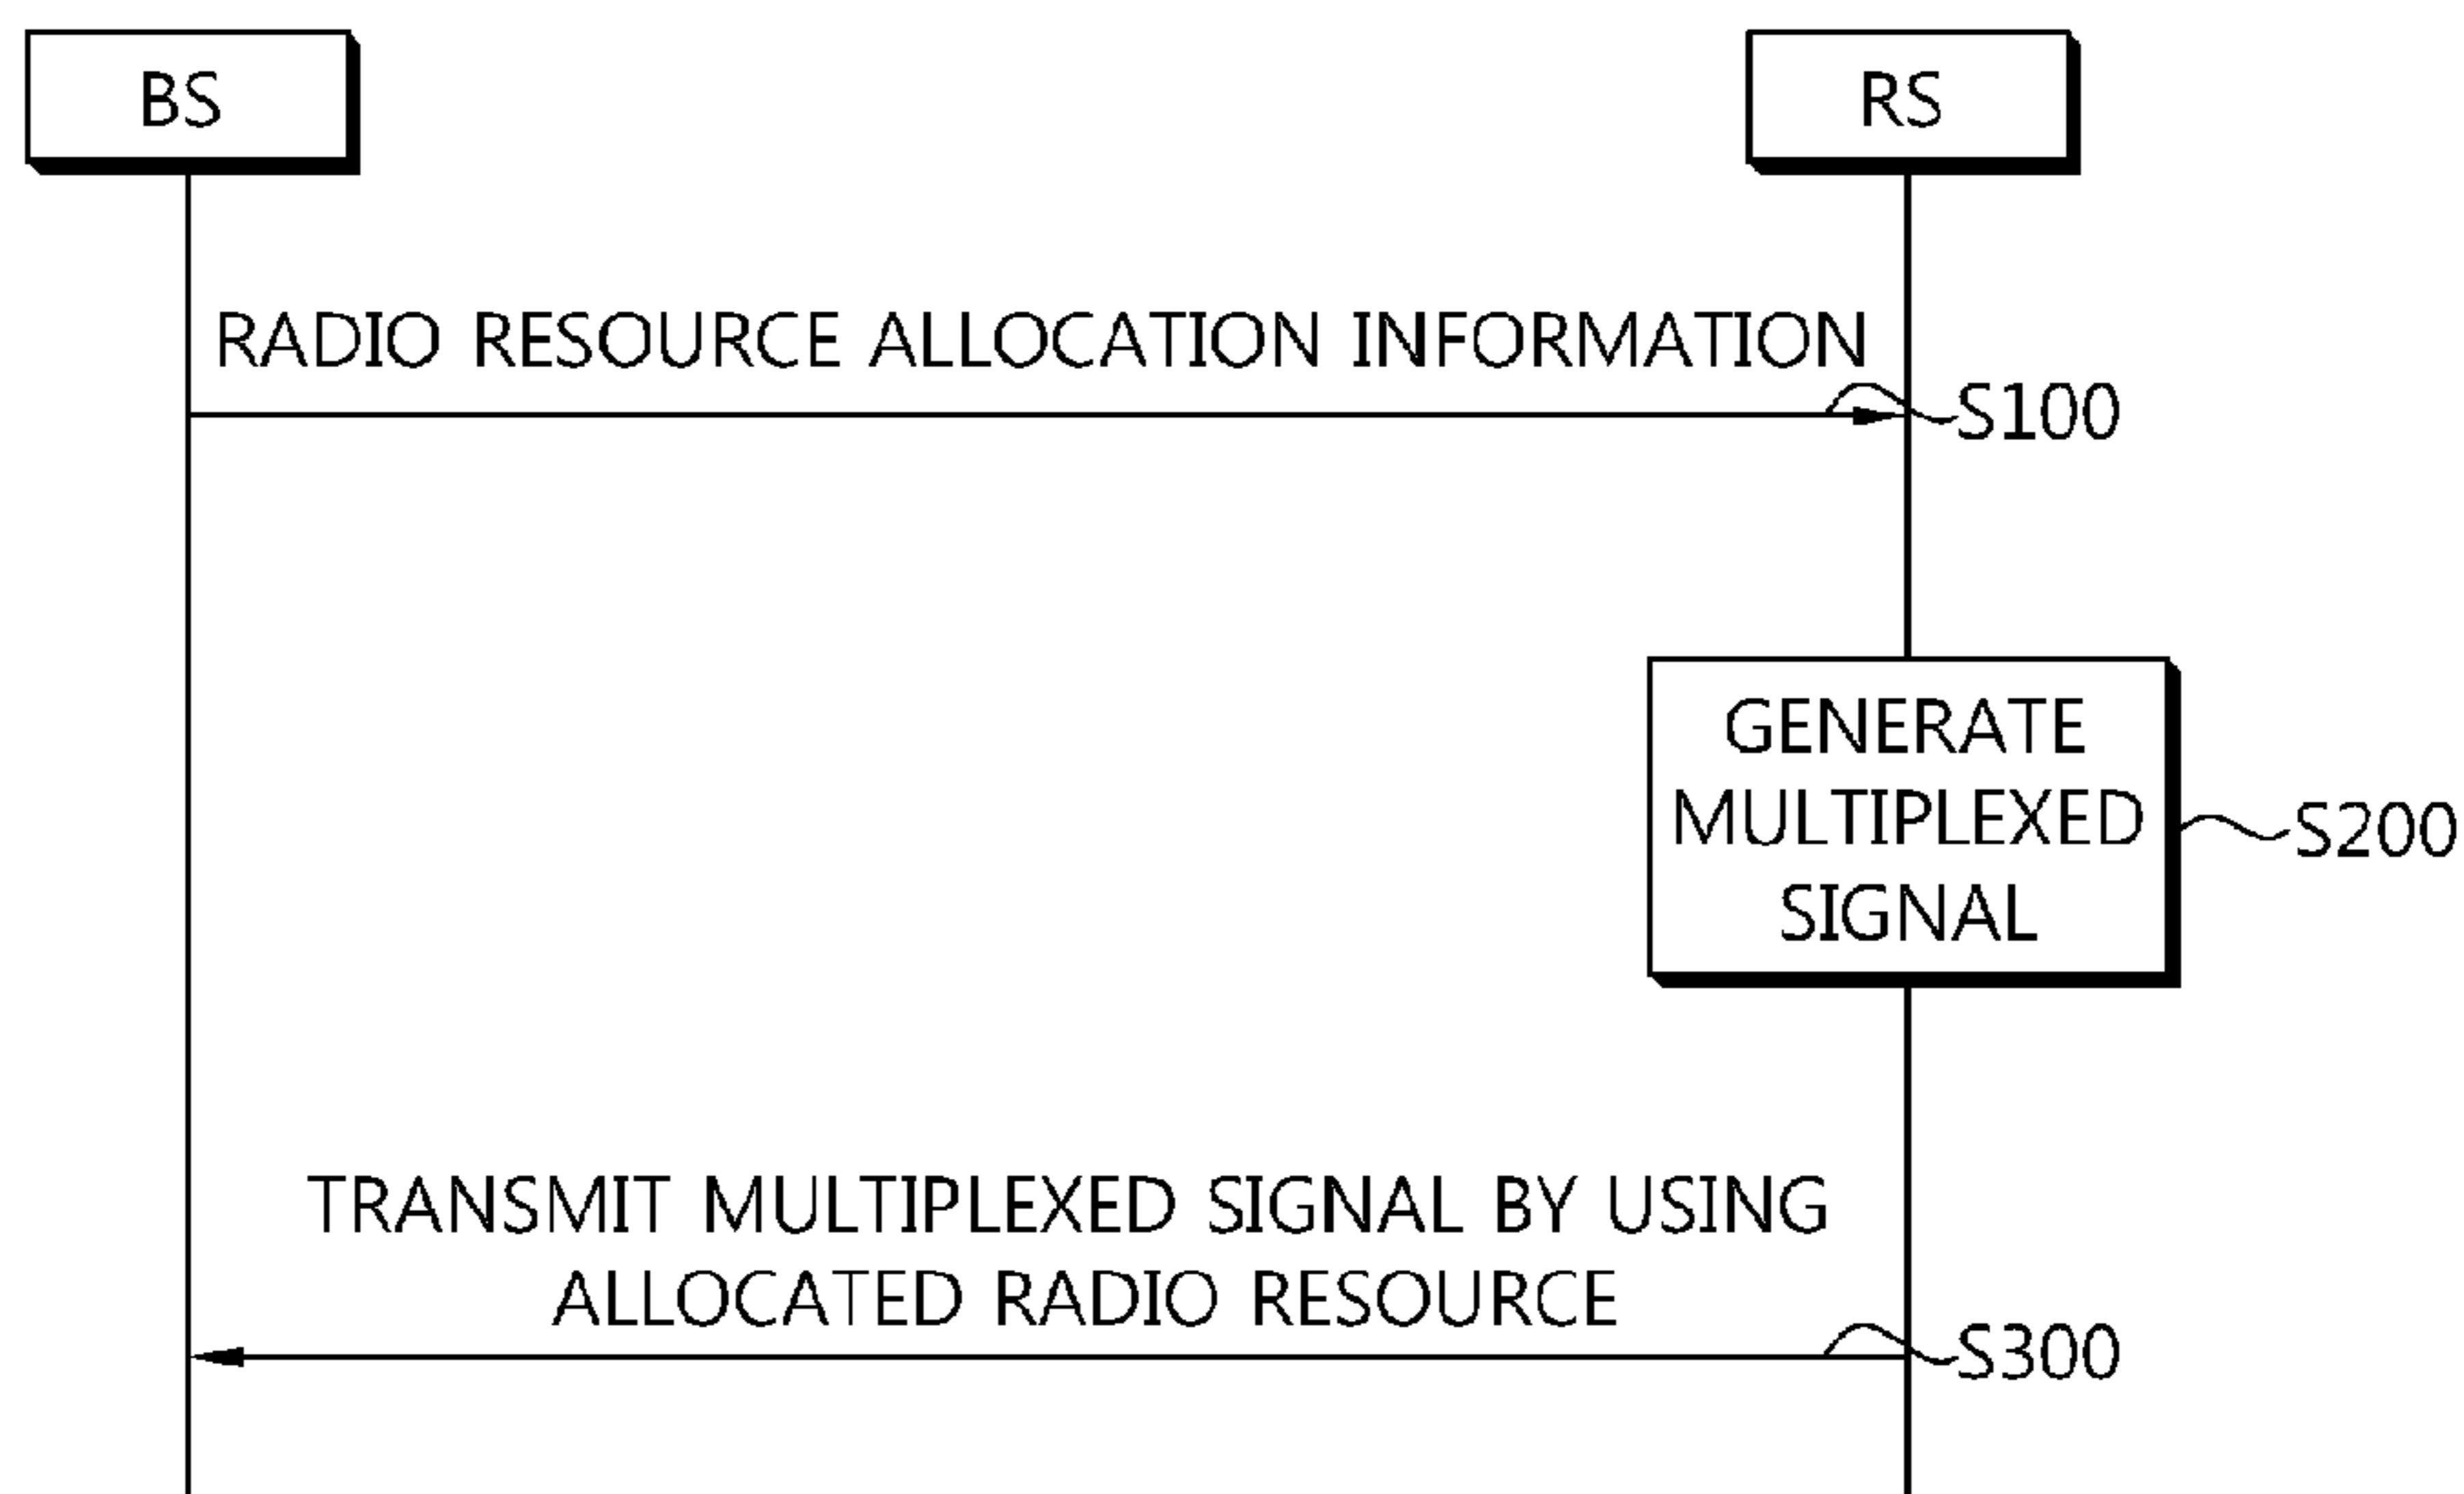 BS
RS
RADIO RESOURCE ALLOCATION INFORMATION
S100
GENERATE
MULTIPLEXED
SIGNAL
S200
TRANSMIT MULTIPLEXED SIGNAL BY USING
ALLOCATED RADIO RESOURCE
S300